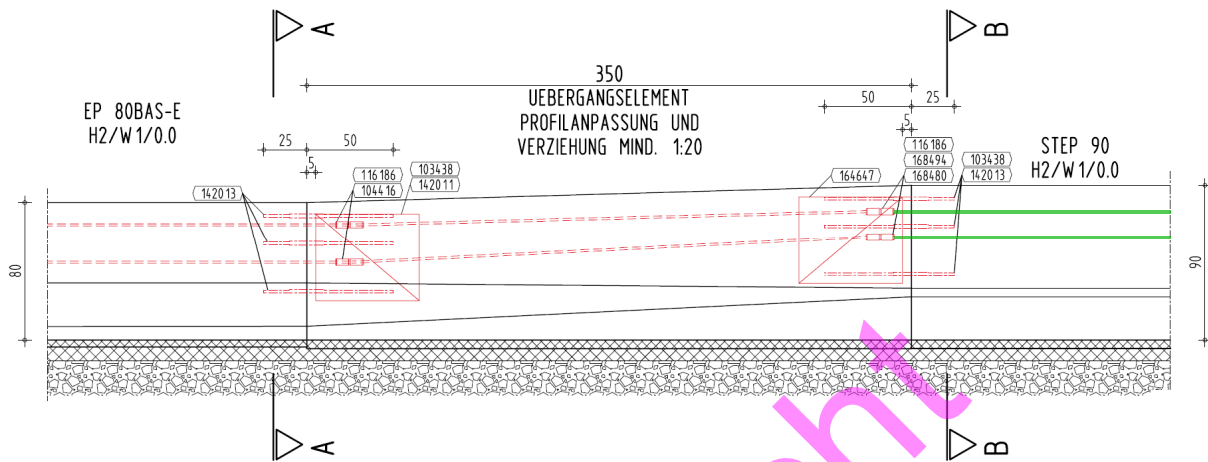 A
B
350
UEBERGANGSELEMENT
PROFILANPASSUNG UND
VERZIEHUNG MIND. 1:20
EP 80BAS-E
H2/W1/0.0
25
50
5
50
25
5
STEP 90
H2/W1/0.0
116186
104416
103438
142011
142013
164647
116186
168494
168480
103438
142013
80
90
A
B